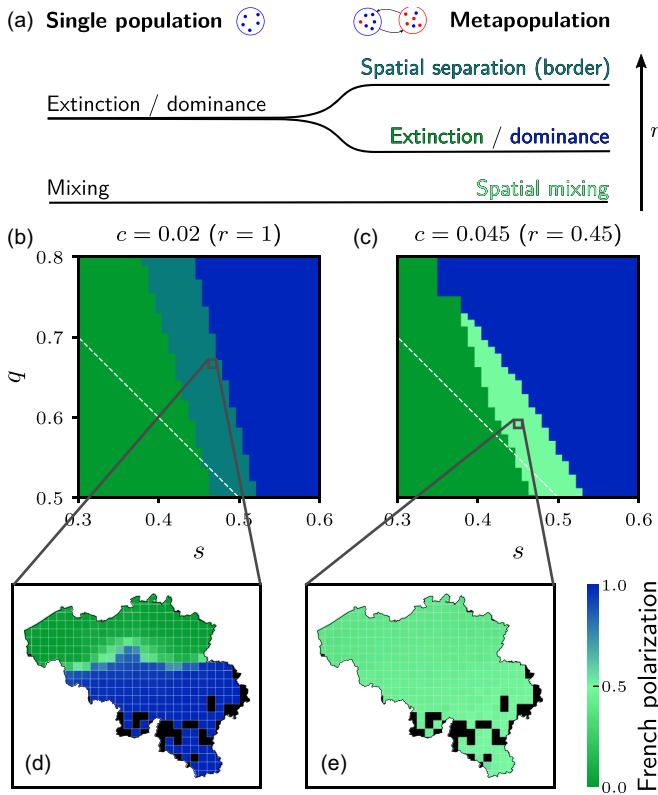 (a) Single population Metapopulation
Spatial separation (border)
Extinction / dominance
r
Extinction / dominance
Mixing Spatial mixing
(b) c = 0.02 (r = 1) (c) c = 0.045 (r = 0.45)
0.8
0.7
q
0.6
0.5
0.3 0.4 0.5 0.6 0.3 0.4 0.5 0.6
s s
1.0
0.5
0.0
French polarization
(d) (e)